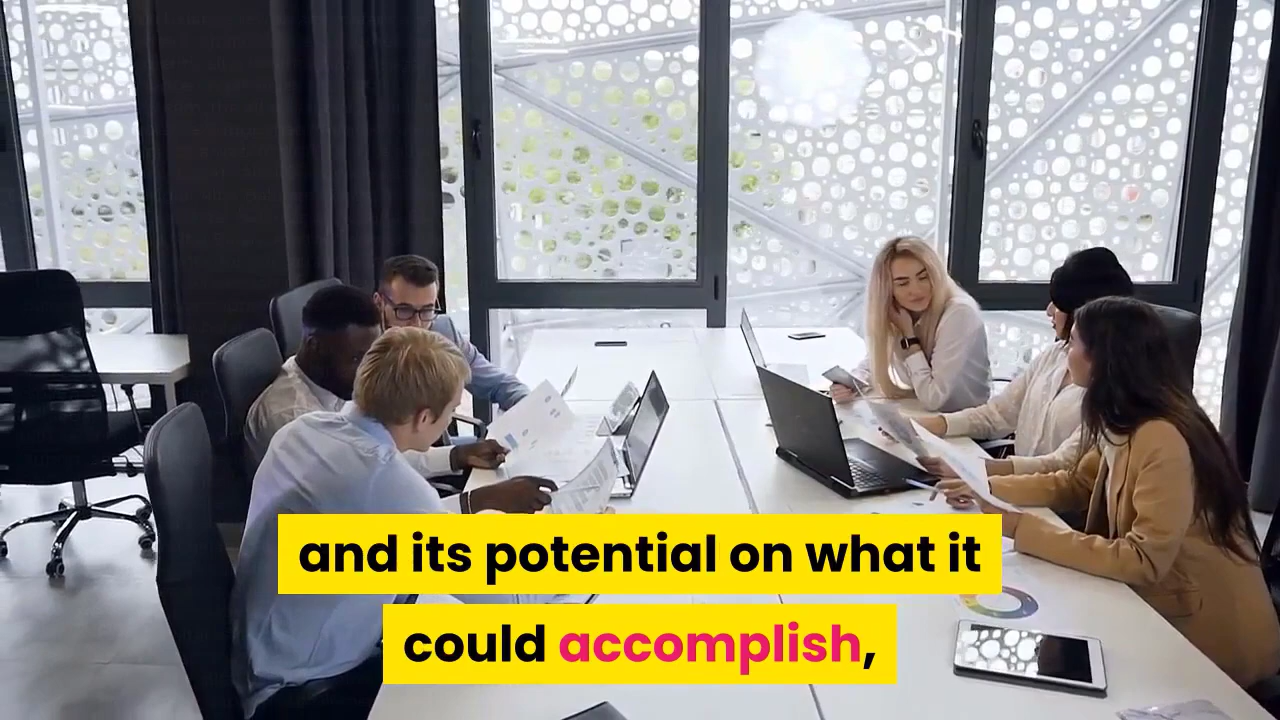 and its potential on what it
could accomplish,